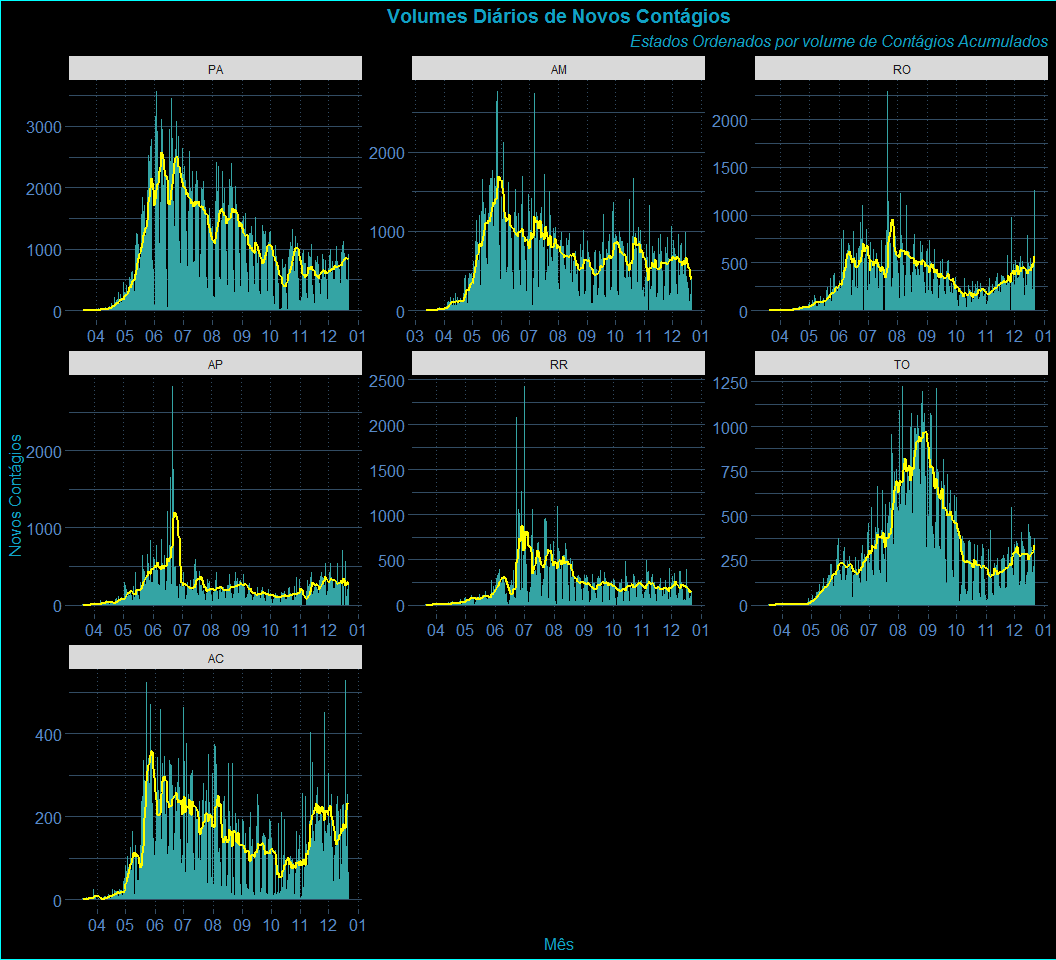 Volumes Diários de Novos Contágios
Estados Ordenados por volume de Contágios Acumulados
PA AM RO
3000
2000
1000
0
04 05 06 07 08 09 10 11 12 01
2000
1000
0
03 04 05 06 07 08 09 10 11 12 01
2000
1500
1000
500
0
04 05 06 07 08 09 10 11 12 01
AP RR TO
2000
1000
0
04 05 06 07 08 09 10 11 12 01
2500
2000
1500
1000
500
0
04 05 06 07 08 09 10 11 12 01
1250
1000
750
500
250
0
04 05 06 07 08 09 10 11 12 01
AC
400
200
0
04 05 06 07 08 09 10 11 12 01
Novos Contágios
Mês